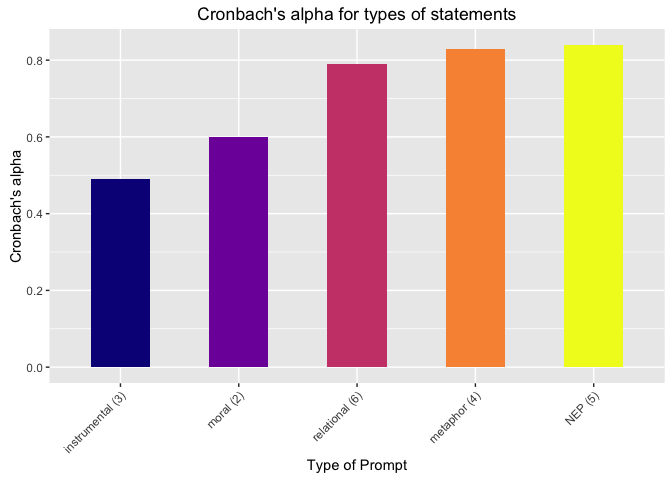 Cronbach's alpha for types of statements
Cronbach's alpha
0.8
0.6
0.4
0.2
0.0
instrumental (3)
moral (2)
relational (6)
metaphor (4)
NEP (5)
Type of Prompt